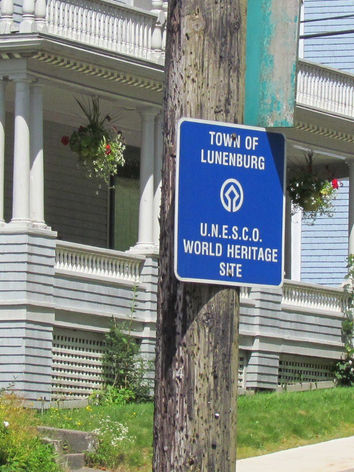 TOWN OF
LUNENBURG
U.N.E.S.C.O.
WORLD HERITAGE
SITE